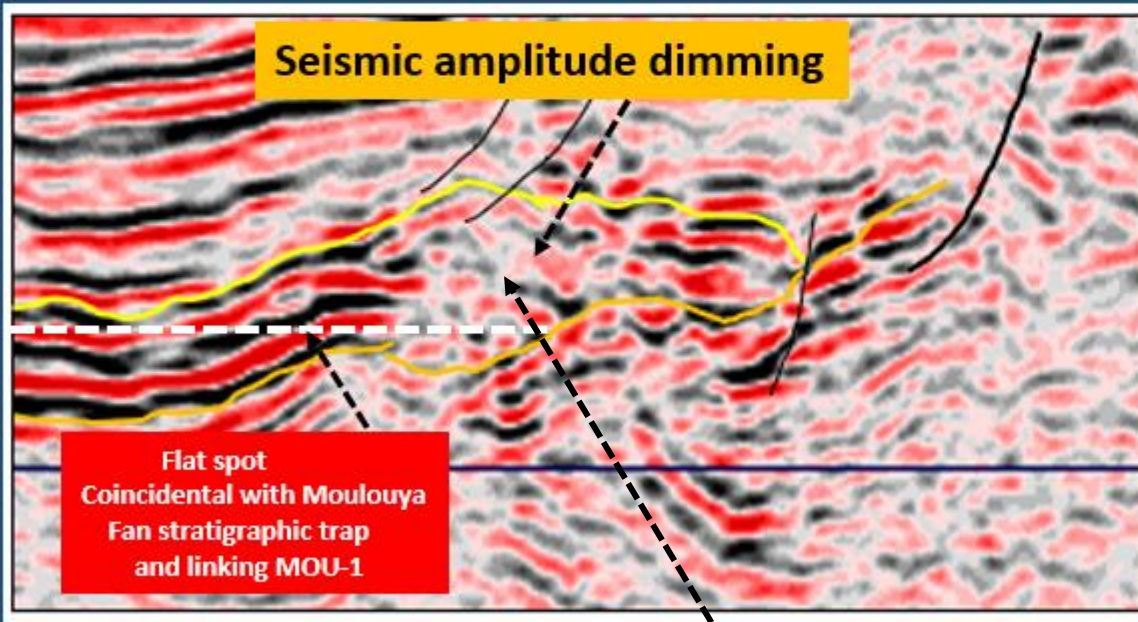 Seismic amplitude dimming
Flat spot
Coincidental with Moulouya
Fan stratigraphic trap
and linking MOU-1